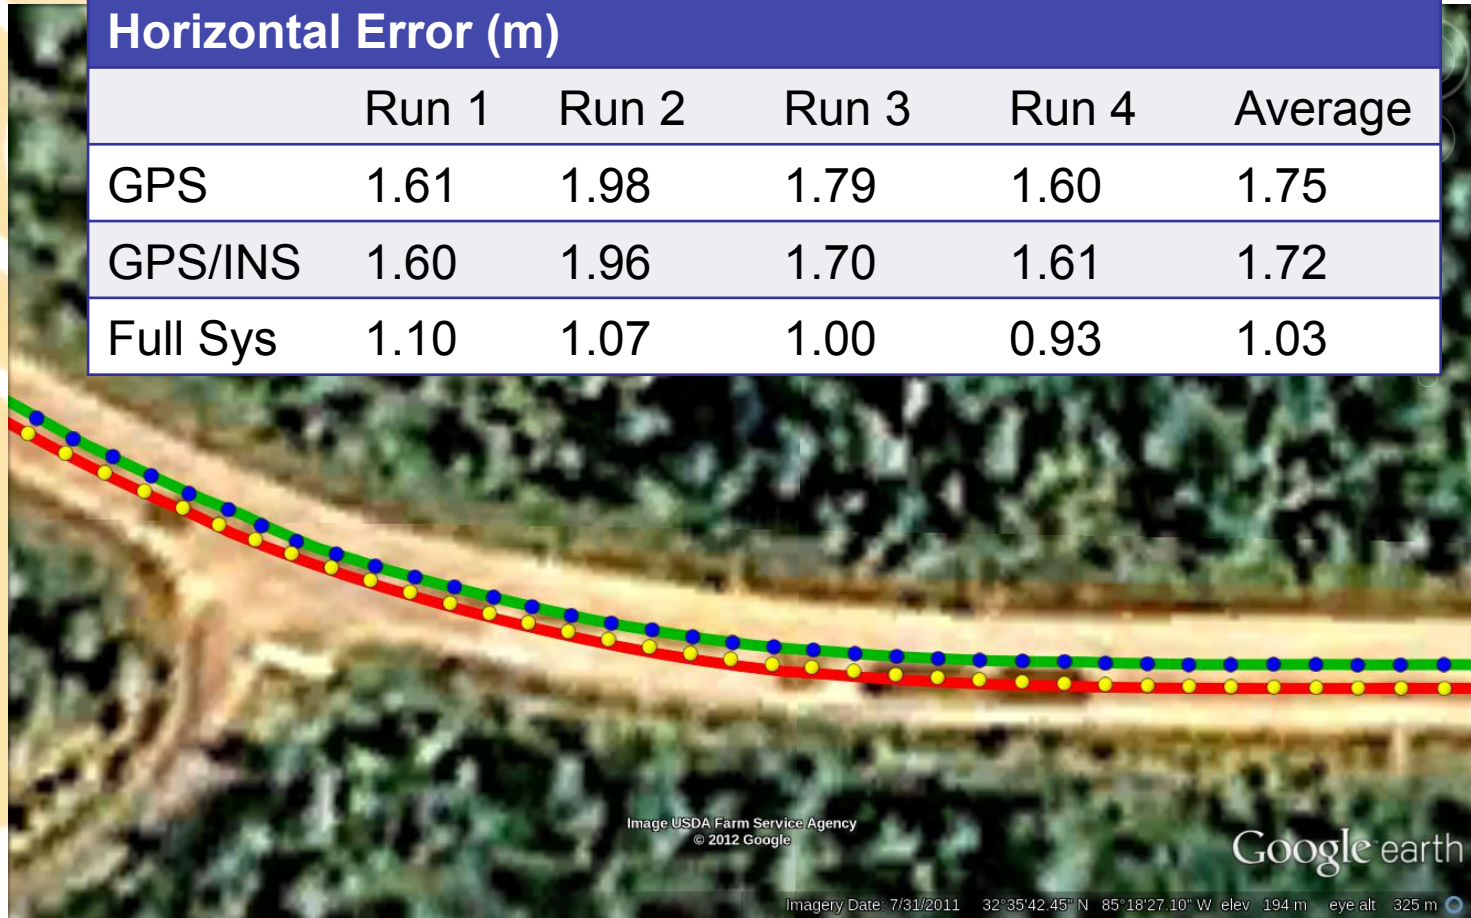 Horizontal Error (m)
Run 1 Run 2 Run 3 Run 4 Average
GPS 1.61 1.98 1.79 1.60 1.75
GPS/INS 1.60 1.96 1.70 1.61 1.72
Full Sys 1.10 1.07 1.00 0.93 1.03
Image USDA Farm Service Agency
© 2012 Google
Google earth
Imagery Date: 7/31/2011 32°35'42.45" N 85°18'27.10" W elev 194 m eye alt 325 m